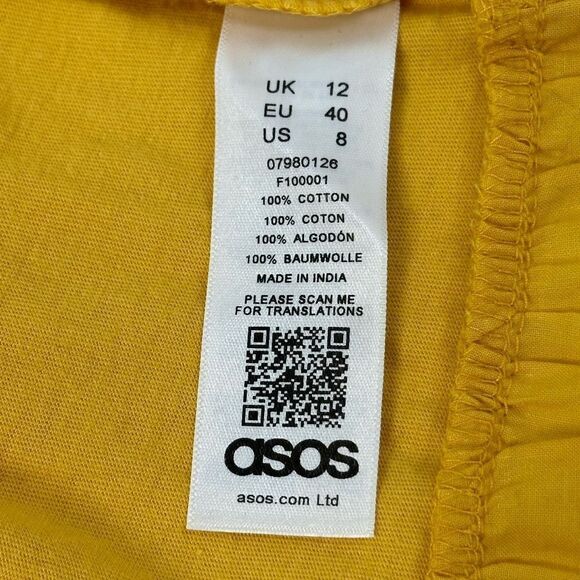 UK 12
EU 40
US 8
07980126
F100001
100% COTTON
100% COTON
100% ALGODÓN
100% BAUMWOLLE
MADE IN INDIA
PLEASE SCAN ME
FOR TRANSLATIONS
asos
asos.com Ltd